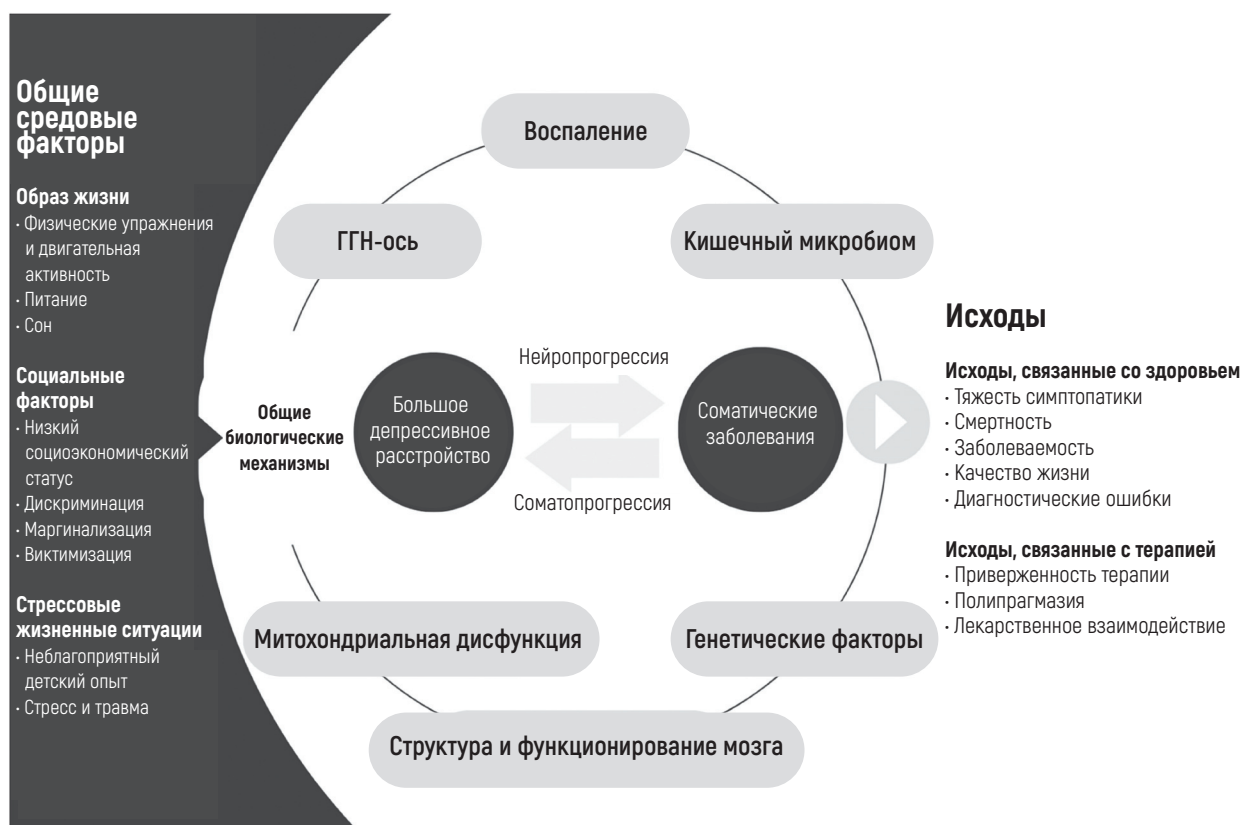 Общие
средовые
факторы
Образ жизни
· Физические упражнения
и двигательная
активность
· Питание
· Сон
Социальные
факторы
· Низкий
социоэкономический
статус
· Дискриминация
· Маргинализация
· Виктимизация
Стрессовые
жизненные ситуации
· Неблагоприятный
детский опыт
· Стресс и травма
Воспаление
ГГН-ось
Кишечный микробиом
Общие
биологические
механизмы
Большое
депрессивное
расстройство
Нейропрогрессия
Соматопрогрессия
Соматические
заболевания
Митохондриальная дисфункция
Генетические факторы
Структура и функционирование мозга
Исходы
Исходы, связанные со здоровьем
· Тяжесть симптопатики
· Смертность
· Заболеваемость
· Качество жизни
· Диагностические ошибки
Исходы, связанные с терапией
· Приверженность терапии
· Полипрагмазия
· Лекарственное взаимодействие